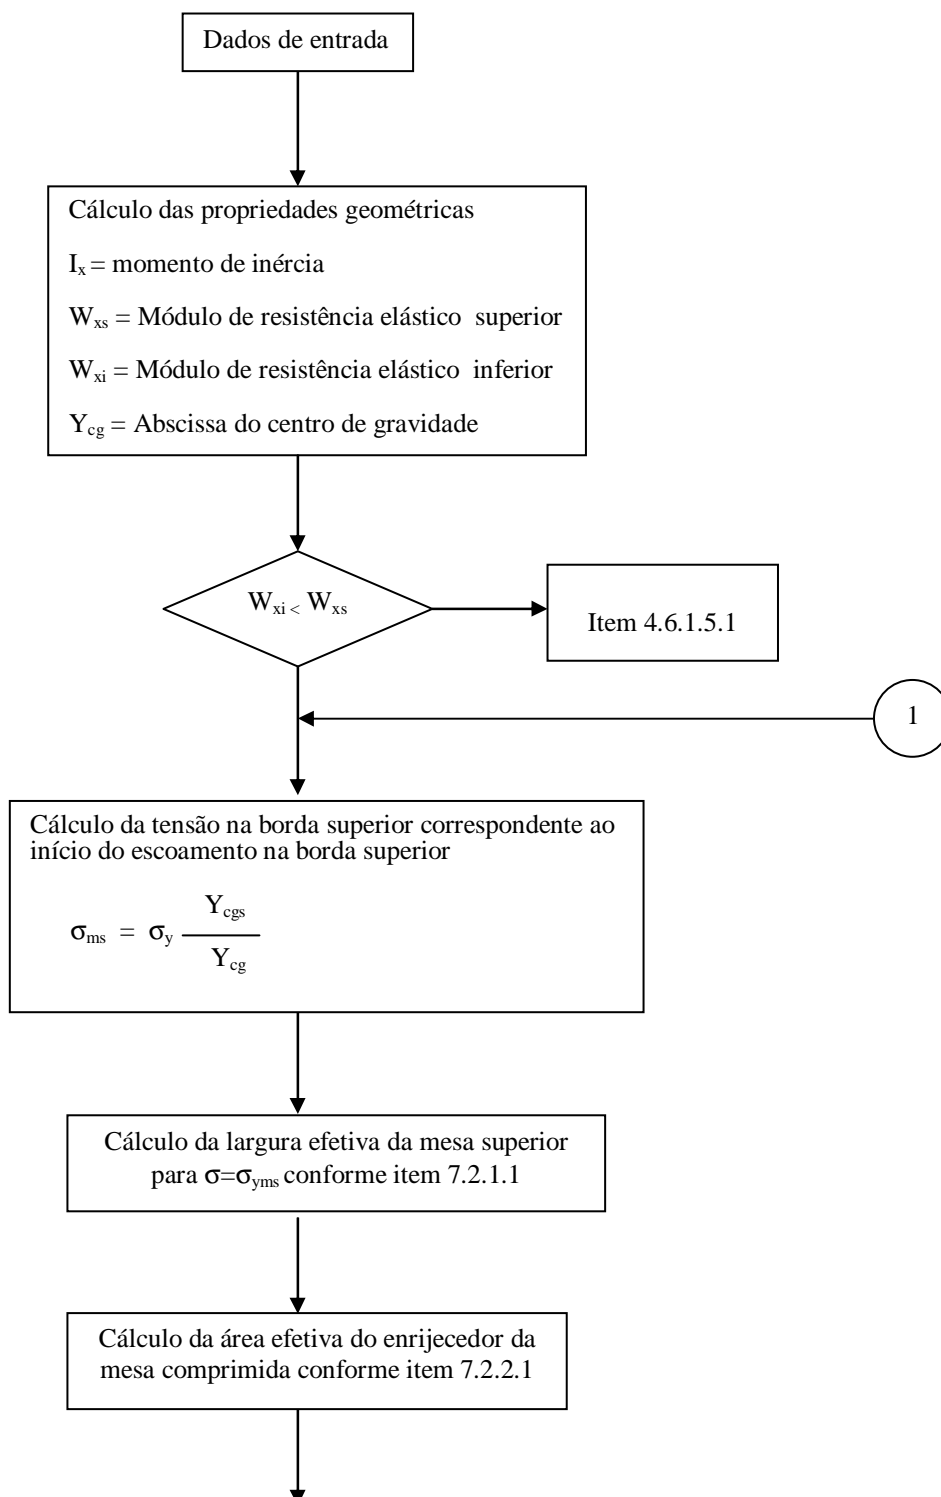 Dados de entrada
Cálculo das propriedades geométricas
Ix = momento de inércia
Wxs = Módulo de resistência elástico superior
Wxi = Módulo de resistência elástico inferior
Ycg = Abscissa do centro de gravidade
Wxi < Wxs
Item 4.6.1.5.1
1
Cálculo da tensão na borda superior correspondente ao
início do escoamento na borda superior
σms = σy Ycgs
Ycg
Cálculo da largura efetiva da mesa superior
para σ=σyms conforme item 7.2.1.1
Cálculo da área efetiva do enrijecedor da
mesa comprimida conforme item 7.2.2.1